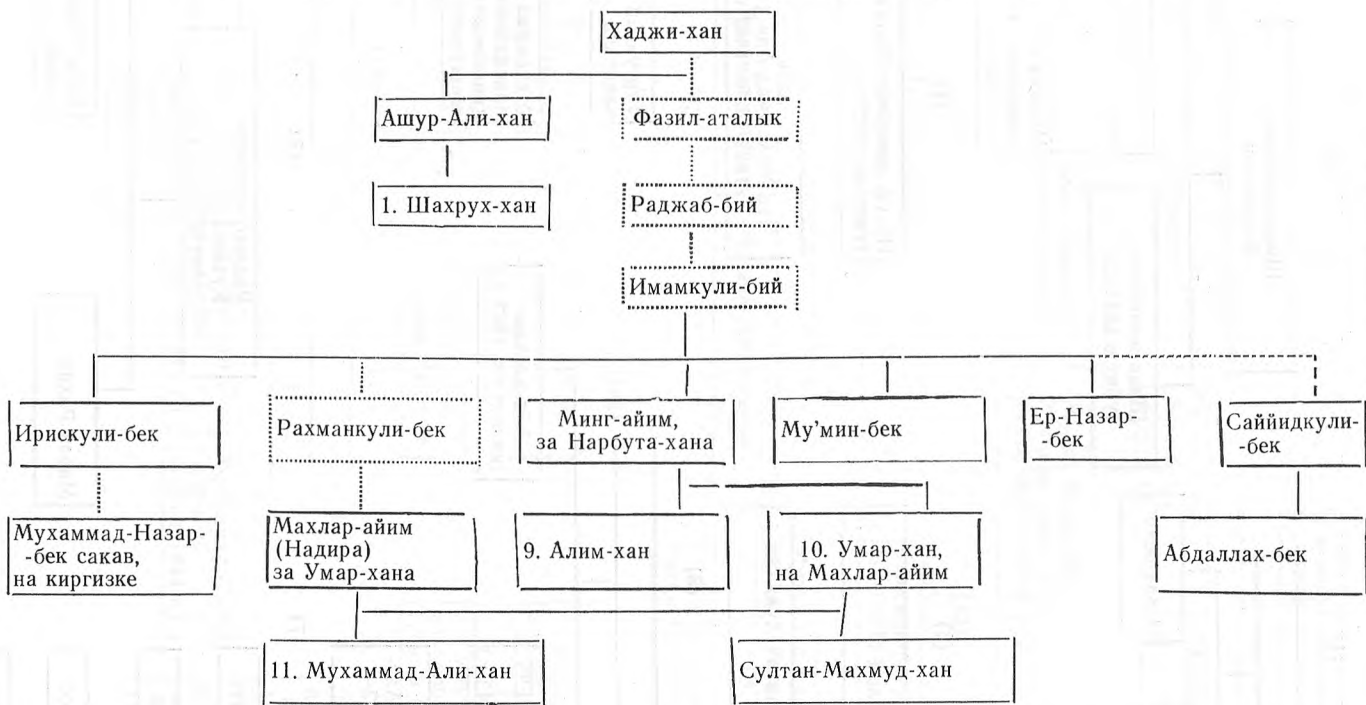 Хаджи-хан
Ашур-Али-хан
Фазил-аталык
1. Шахрух-хан
Раджаб-бий
Имамкули-бий
Ирискули-бек
Рахманкули-бек
Минг-айим,
за Нарбута-хана
Му’мин-бек
Ер-Назар-
-бек
Саййидкули-
-бек
Мухаммад-Назар-
-бек сакав,
на киргизке
Махлар-айим
(Надира)
за Умар-хана
9. Алим-хан
10. Умар-хан,
на Махлар-айим
Абдаллах-бек
11. Мухаммад-Али-хан
Султан-Махмуд-хан